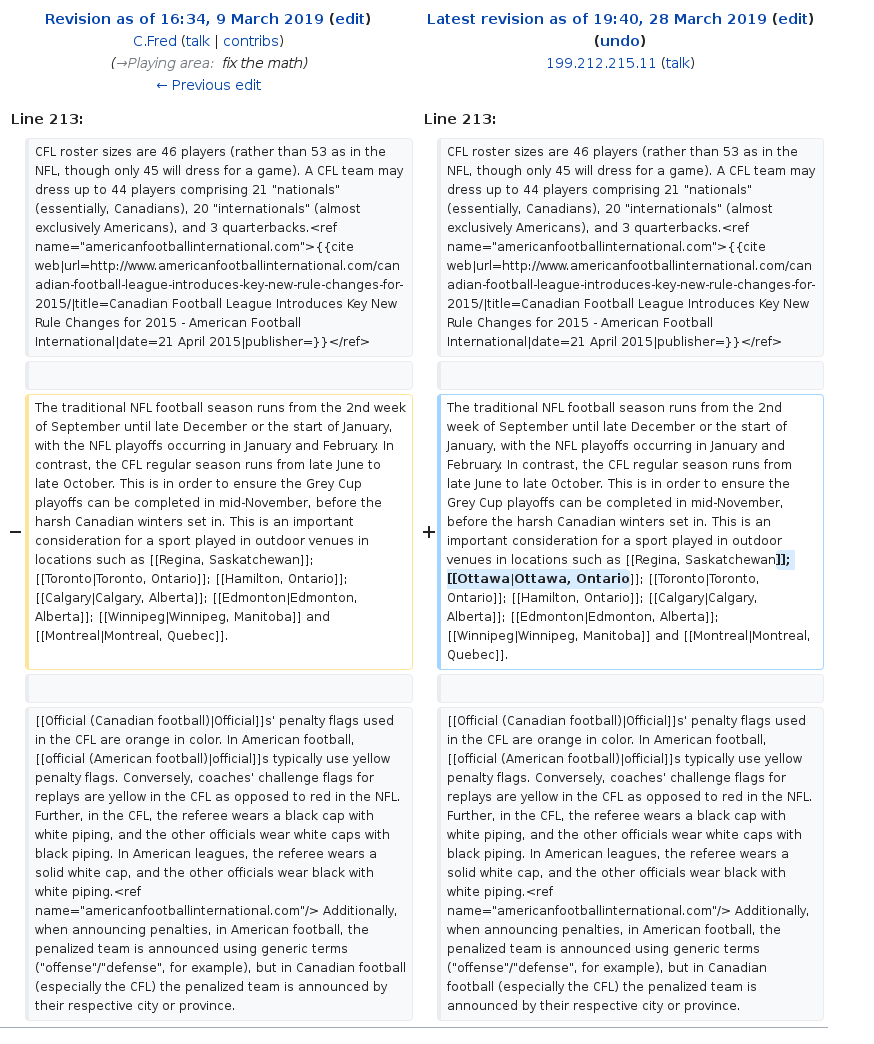 Revision as of 16:34, 9 March 2019 (edit)
C.Fred (talk | contribs)
(→Playing area: fix the math)
← Previous edit
Latest revision as of 19:40, 28 March 2019 (edit)
(undo)
199.212.215.11 (talk)
Line 213:
CFL roster sizes are 46 players (rather than 53 as in the
NFL, though only 45 will dress for a game). A CFL team may
dress up to 44 players comprising 21 "nationals"
(essentially, Canadians), 20 "internationals" (almost
exclusively Americans), and 3 quarterbacks.<ref
name="americanfootballinternational.com">{{cite
web|url=http://www.americanfootballinternational.com/can
adian-football-league-introduces-key-new-rule-changes-for-
2015/|title=Canadian Football League Introduces Key New
Rule Changes for 2015 - American Football
International|date=21 April 2015|publisher=}}</ref>
−
The traditional NFL football season runs from the 2nd week
of September until late December or the start of January,
with the NFL playoffs occurring in January and February. In
contrast, the CFL regular season runs from late June to
late October. This is in order to ensure the Grey Cup
playoffs can be completed in mid-November, before the
harsh Canadian winters set in. This is an important
consideration for a sport played in outdoor venues in
locations such as [[Regina, Saskatchewan]];
[[Toronto|Toronto, Ontario]]; [[Hamilton, Ontario]];
[[Calgary|Calgary, Alberta]]; [[Edmonton|Edmonton,
Alberta]]; [[Winnipeg|Winnipeg, Manitoba]] and
[[Montreal|Montreal, Quebec]].
[[Official (Canadian football)|Official]]s' penalty flags used
in the CFL are orange in color. In American football,
[[official (American football)|official]]s typically use yellow
penalty flags. Conversely, coaches' challenge flags for
replays are yellow in the CFL as opposed to red in the NFL.
Further, in the CFL, the referee wears a black cap with
white piping, and the other officials wear white caps with
black piping. In American leagues, the referee wears a
solid white cap, and the other officials wear black with
white piping.<ref
name="americanfootballinternational.com"/> Additionally,
when announcing penalties, in American football, the
penalized team is announced using generic terms
("offense"/"defense", for example), but in Canadian football
(especially the CFL) the penalized team is announced by
their respective city or province.
Line 213:
CFL roster sizes are 46 players (rather than 53 as in the
NFL, though only 45 will dress for a game). A CFL team may
dress up to 44 players comprising 21 "nationals"
(essentially, Canadians), 20 "internationals" (almost
exclusively Americans), and 3 quarterbacks.<ref
name="americanfootballinternational.com">{{cite
web|url=http://www.americanfootballinternational.com/can
adian-football-league-introduces-key-new-rule-changes-for-
2015/|title=Canadian Football League Introduces Key New
Rule Changes for 2015 - American Football
International|date=21 April 2015|publisher=}}</ref>
+
The traditional NFL football season runs from the 2nd
week of September until late December or the start of
January, with the NFL playoffs occurring in January and
February. In contrast, the CFL regular season runs from
late June to late October. This is in order to ensure the
Grey Cup playoffs can be completed in mid-November,
before the harsh Canadian winters set in. This is an
important consideration for a sport played in outdoor
venues in locations such as [[Regina, Saskatchewan]];
[[Ottawa|Ottawa, Ontario]]; [[Toronto|Toronto,
Ontario]]; [[Hamilton, Ontario]]; [[Calgary|Calgary,
Alberta]]; [[Edmonton|Edmonton, Alberta]];
[[Winnipeg|Winnipeg, Manitoba]] and [[Montreal|Montreal,
Quebec]].
[[Official (Canadian football)|Official]]s' penalty flags used
in the CFL are orange in color. In American football,
[[official (American football)|official]]s typically use yellow
penalty flags. Conversely, coaches' challenge flags for
replays are yellow in the CFL as opposed to red in the NFL.
Further, in the CFL, the referee wears a black cap with
white piping, and the other officials wear white caps with
black piping. In American leagues, the referee wears a
solid white cap, and the other officials wear black with
white piping.<ref
name="americanfootballinternational.com"/> Additionally,
when announcing penalties, in American football, the
penalized team is announced using generic terms
("offense"/"defense", for example), but in Canadian
football (especially the CFL) the penalized team is
announced by their respective city or province.